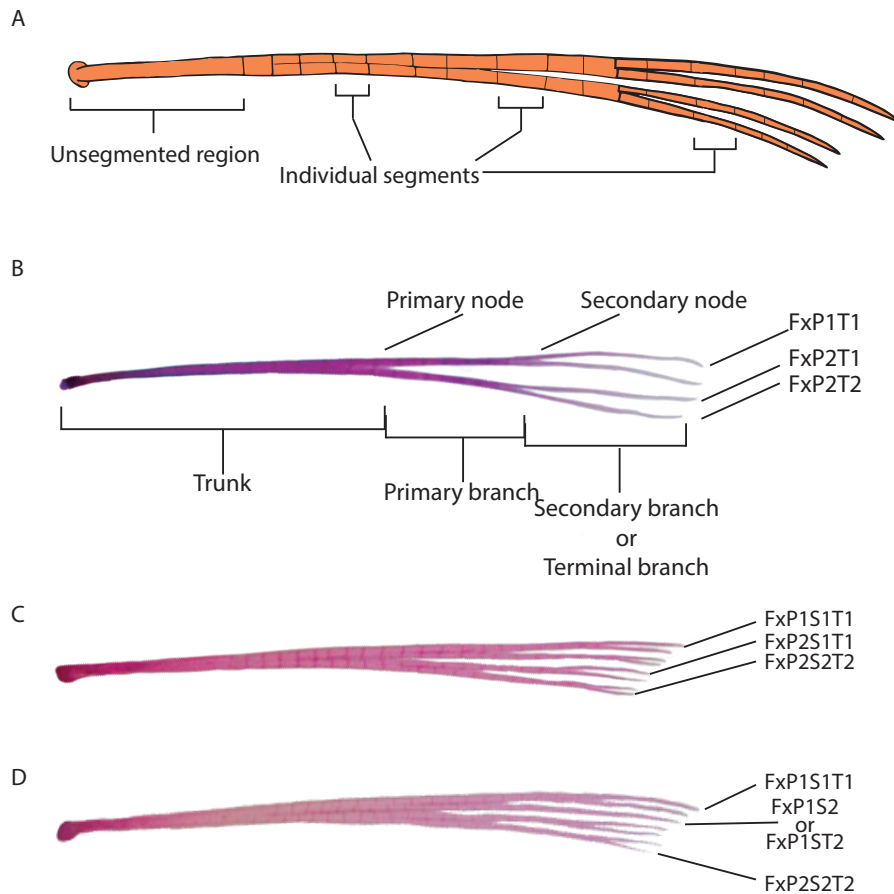 A
Unsegmented region
Individual segments
B
Primary node
Secondary node
FxP1T1
FxP2T1
FxP2T2
Trunk
Primary branch
Secondary branch
or
Terminal branch
C
FxP1S1T1
FxP2S1T1
FxP2S2T2
D
FxP1S1T1
FxP1S2
or
FxP1ST2
FxP2S2T2